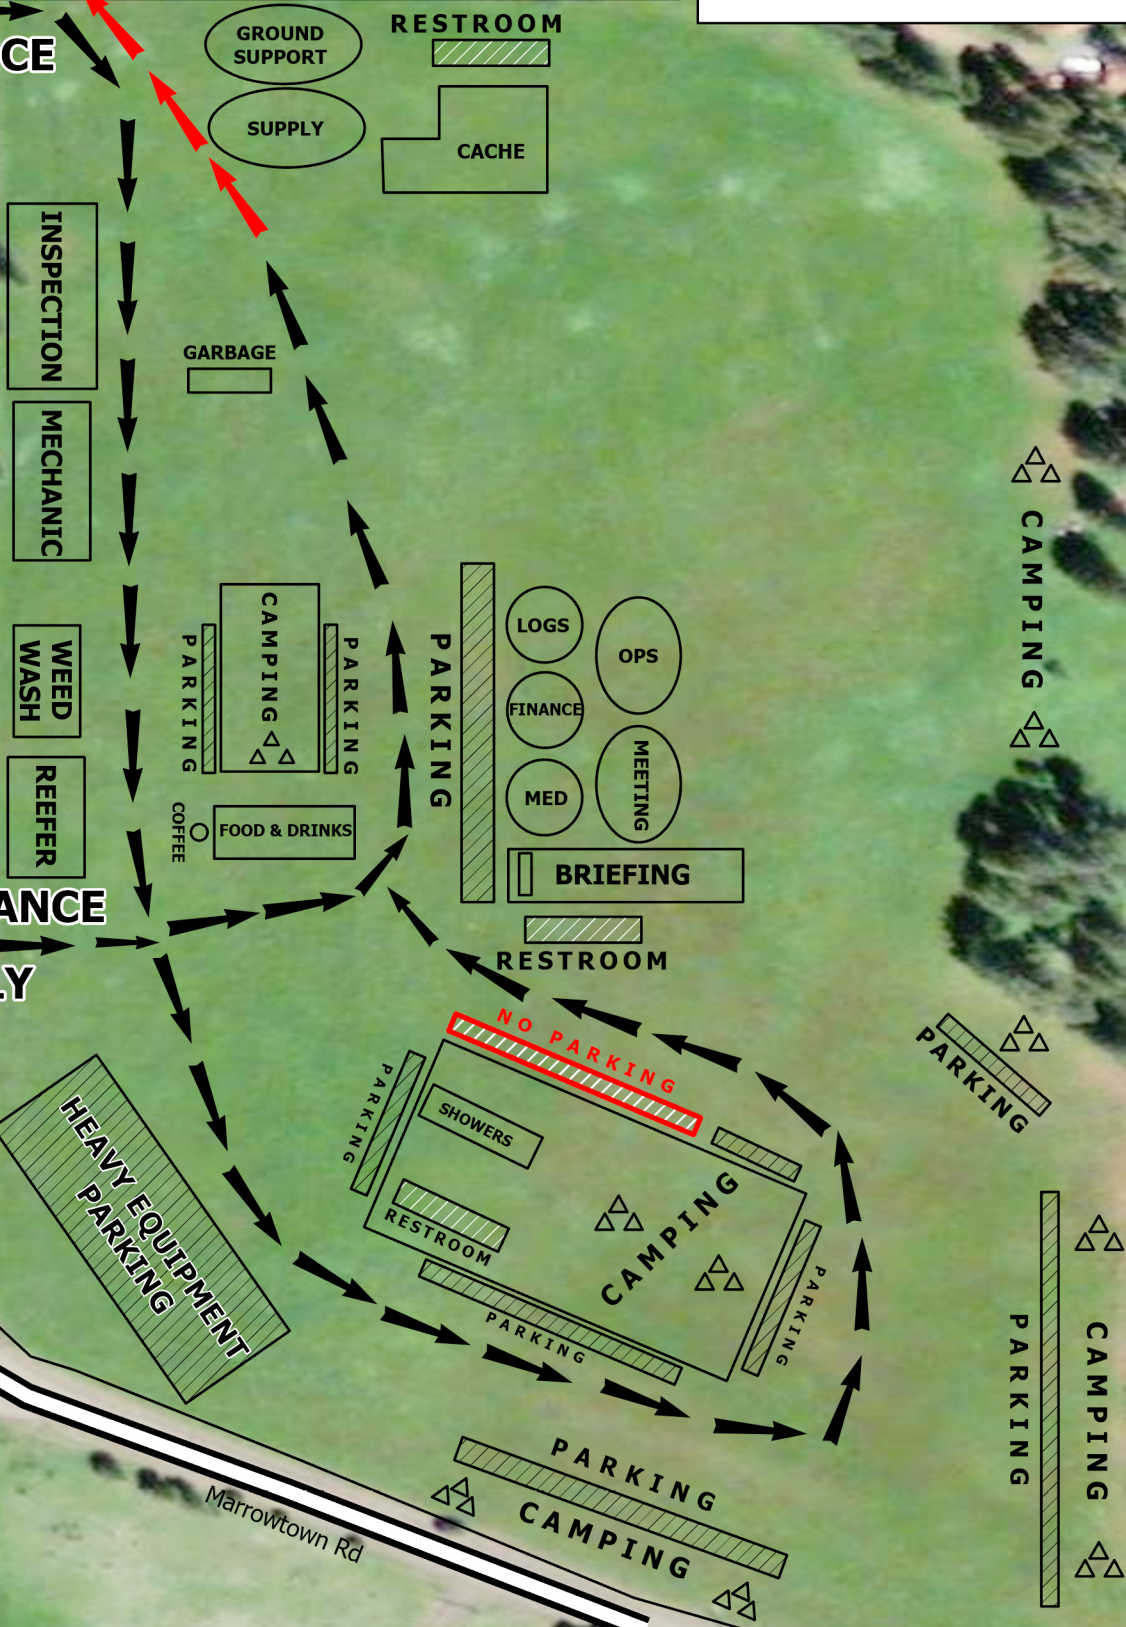 GROUND
SUPPORT
RESTROOM
CE
SUPPLY
CACHE
INSPECTION
GARBAGE
MECHANIC
CAMPING
CAMPING
PARKING
PARKING
PARKING
LOGS
OPS
WEED
WASH
FINANCE
MEETING
MED
REEFER
COFFEE
FOOD & DRINKS
BRIEFING
ANCE
RESTROOM
LY
NO PARKING
PARKING
PARKING
SHOWERS
HEAVY EQUIPMENT
PARKING
CAMPING
RESTROOM
PARKING
PARKING
PARKING
CAMPING
PARKING
CAMPING
Marrowtown Rd